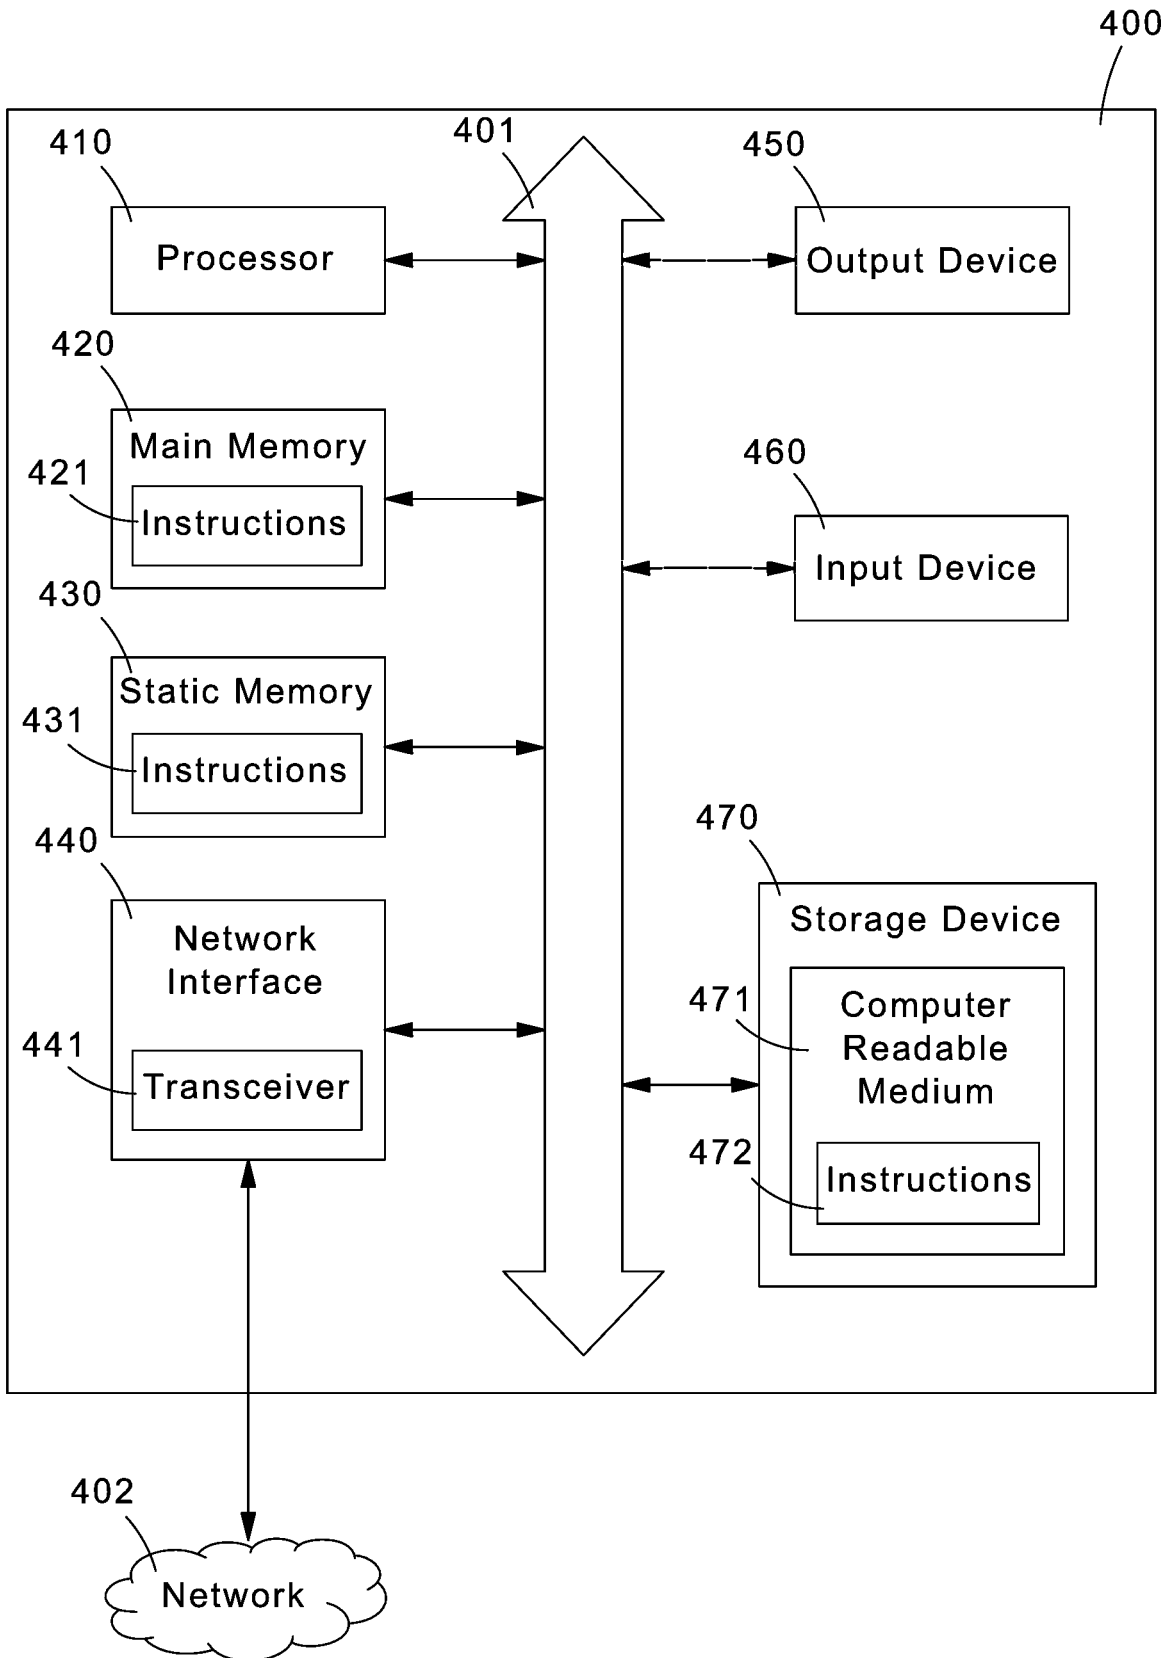 400
410
401
450
Processor
Output Device
420
Main Memory
421
Instructions
460
Input Device
430
Static Memory
431
Instructions
440
Network
Interface
441
Transceiver
470
Storage Device
471
Computer
Readable
Medium
472
Instructions
402
Network